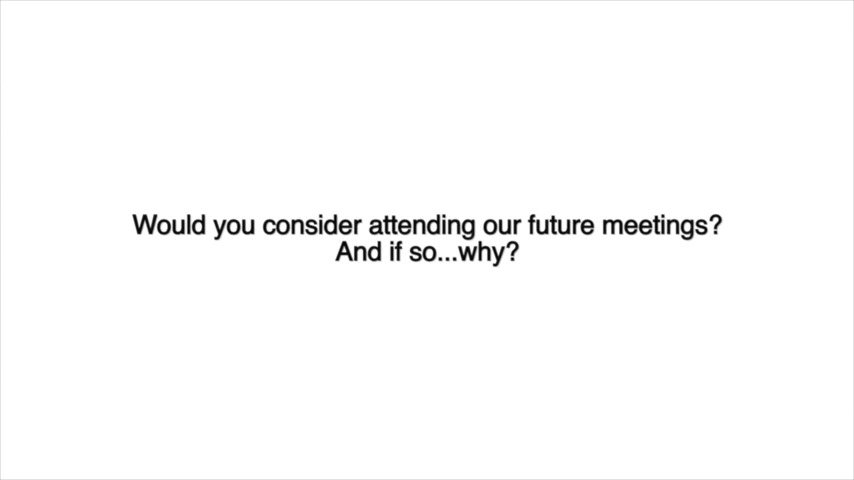 Would you consider attending our future meetings?
And if so...why?